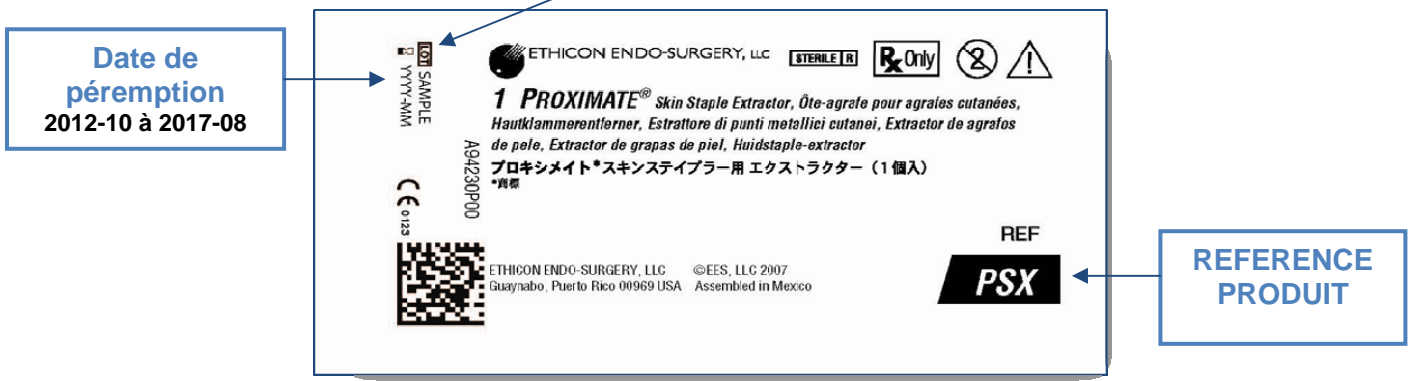 Date de
péremption
2012-10 à 2017-08
LOT SAMPLE
YYYY-MM
A94230P00
CE 0123
ETHICON ENDO-SURGERY, LLC
STERILE R
Rx Only
2
1 PROXIMATE® Skin Staple Extractor, Ôte-agrafe pour agrafes cutanées,
Hautklammerentferner, Estrattore di punti metallici cutanei, Extractor de agrafos
de pele, Extractor de grapas de piel, Huidstaple-extractor
プロキシメイト*スキンステイプラー用 エクストラクター（1個入）
*商標
ETHICON ENDO-SURGERY, LLC ©EES, LLC 2007
Guaynabo, Puerto Rico 00969 USA Assembled in Mexico
REF
PSX
REFERENCE
PRODUIT